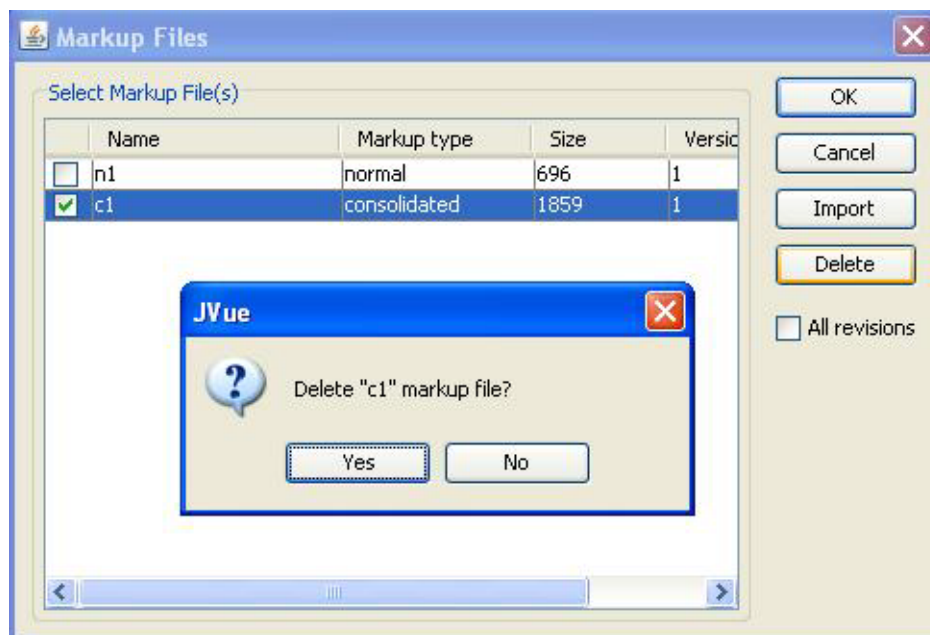 Markup Files
Select Markup File(s)
Name Markup type Size Versic
n1 normal 696 1
c1 consolidated 1859 1
OK
Cancel
Import
Delete
All revisions
JVue
Delete "c1" markup file?
Yes No